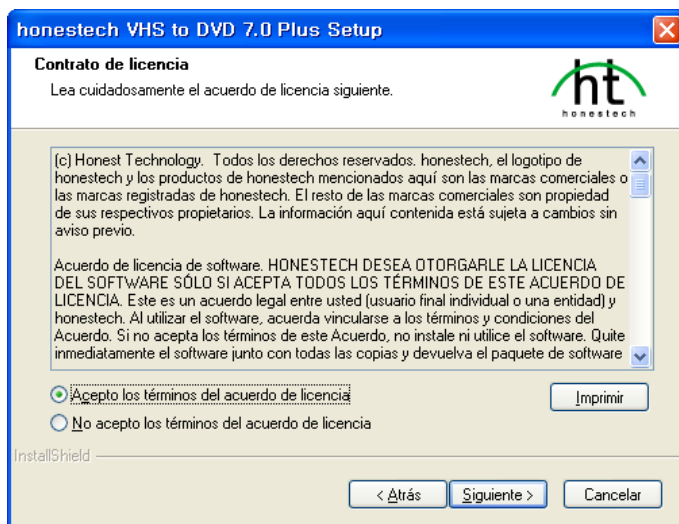 honestech VHS to DVD 7.0 Plus Setup
Contrato de licencia
Lea cuidadosamente el acuerdo de licencia siguiente.
ht
honestech
(c) Honest Technology. Todos los derechos reservados. honestech, el logotipo de
honestech y los productos de honestech mencionados aquí son las marcas comerciales o
las marcas registradas de honestech. El resto de las marcas comerciales son propiedad
de sus respectivos propietarios. La información aquí contenida está sujeta a cambios sin
aviso previo.
Acuerdo de licencia de software. HONESTECH DESEA OTORGARLE LA LICENCIA
DEL SOFTWARE SÓLO SI ACEPTA TODOS LOS TÉRMINOS DE ESTE ACUERDO DE
LICENCIA. Este es un acuerdo legal entre usted (usuario final individual o una entidad) y
honestech. Al utilizar el software, acuerda vincularse a los términos y condiciones del
Acuerdo. Si no acepta los términos de este Acuerdo, no instale ni utilice el software. Quite
inmediatamente el software junto con todas las copias y devuelva el paquete de software
Acepto los términos del acuerdo de licencia
Imprimir
No acepto los términos del acuerdo de licencia
InstallShield
< Atrás
Siguiente >
Cancelar